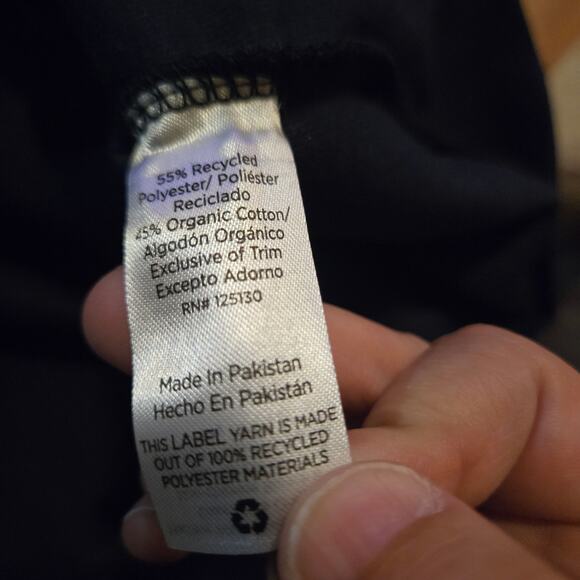 55% Recycled
Polyester/ Poliéster
Reciclado
45% Organic Cotton/
Algodón Orgánico
Exclusive of Trim
Excepto Adorno
RN# 125130
Made In Pakistan
Hecho En Pakistán
THIS LABEL YARN IS MADE
OUT OF 100% RECYCLED
POLYESTER MATERIALS